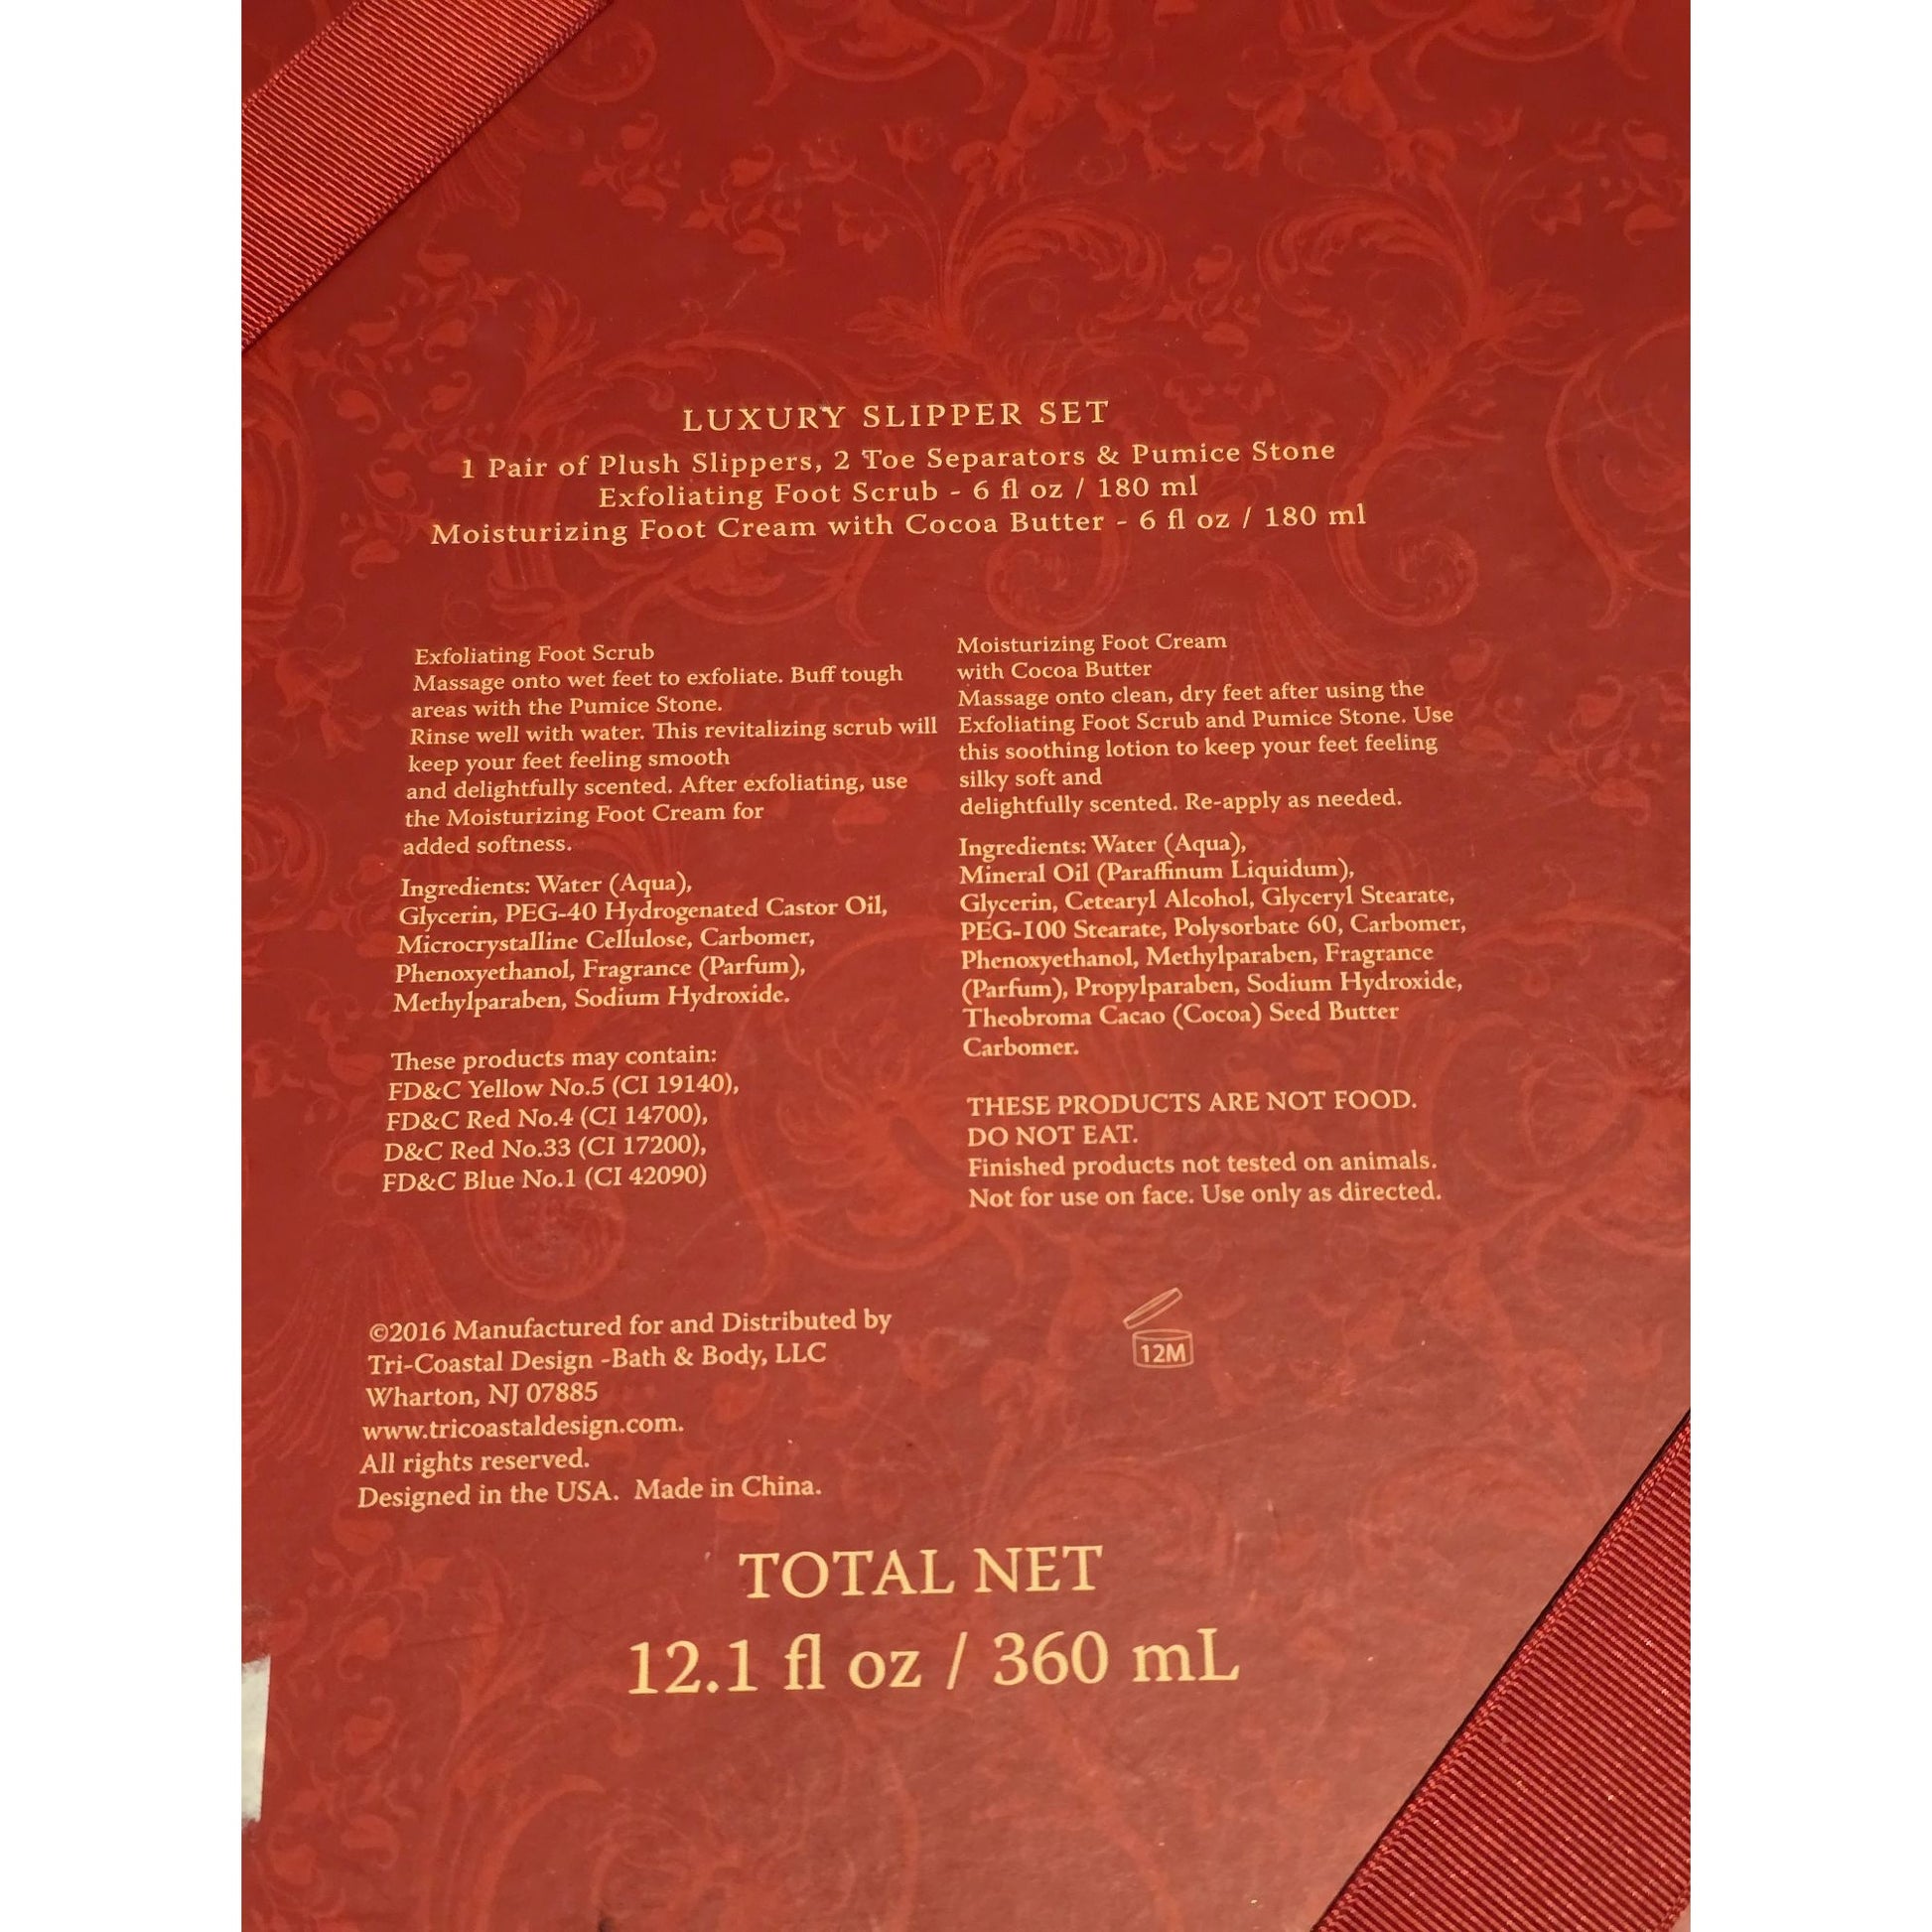 LUXURY SLIPPER SET
1 Pair of Plush Slippers, 2 Toe Separators & Pumice Stone
Exfoliating Foot Scrub - 6 fl oz / 180 ml
Moisturizing Foot Cream with Cocoa Butter - 6 fl oz / 180 ml
Exfoliating Foot Scrub
Massage onto wet feet to exfoliate. Buff tough
areas with the Pumice Stone.
Rinse well with water. This revitalizing scrub will
keep your feet feeling smooth
and delightfully scented. After exfoliating, use
the Moisturizing Foot Cream for
added softness.
Ingredients: Water (Aqua),
Glycerin, PEG-40 Hydrogenated Castor Oil,
Microcrystalline Cellulose, Carbomer,
Phenoxyethanol, Fragrance (Parfum),
Methylparaben, Sodium Hydroxide.
These products may contain:
FD&C Yellow No.5 (CI 19140),
FD&C Red No.4 (CI 14700),
D&C Red No.33 (CI 17200),
FD&C Blue No.1 (CI 42090)
Moisturizing Foot Cream
with Cocoa Butter
Massage onto clean, dry feet after using the
Exfoliating Foot Scrub and Pumice Stone. Use
this soothing lotion to keep your feet feeling
silky soft and
delightfully scented. Re-apply as needed.
Ingredients: Water (Aqua),
Mineral Oil (Paraffinum Liquidum),
Glycerin, Cetearyl Alcohol, Glyceryl Stearate,
PEG-100 Stearate, Polysorbate 60, Carbomer,
Phenoxyethanol, Methylparaben, Fragrance
(Parfum), Propylparaben, Sodium Hydroxide,
Theobroma Cacao (Cocoa) Seed Butter
Carbomer.
THESE PRODUCTS ARE NOT FOOD.
DO NOT EAT.
Finished products not tested on animals.
Not for use on face. Use only as directed.
©2016 Manufactured for and Distributed by
Tri-Coastal Design -Bath & Body, LLC
Wharton, NJ 07885
www.tricoastaldesign.com.
All rights reserved.
Designed in the USA. Made in China.
12M
TOTAL NET
12.1 fl oz / 360 mL